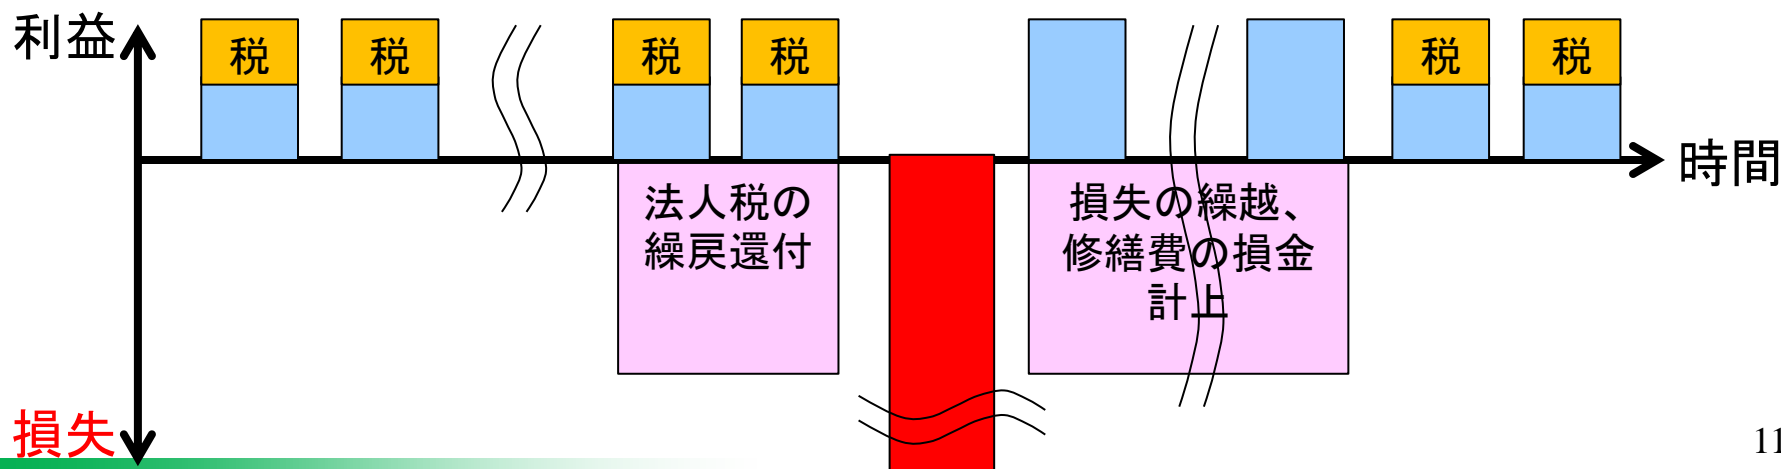 利益
税
税
税
税
税
税
時間
法人税の
繰戻還付
損失の繰越、
修繕費の損金
計上
損失
11